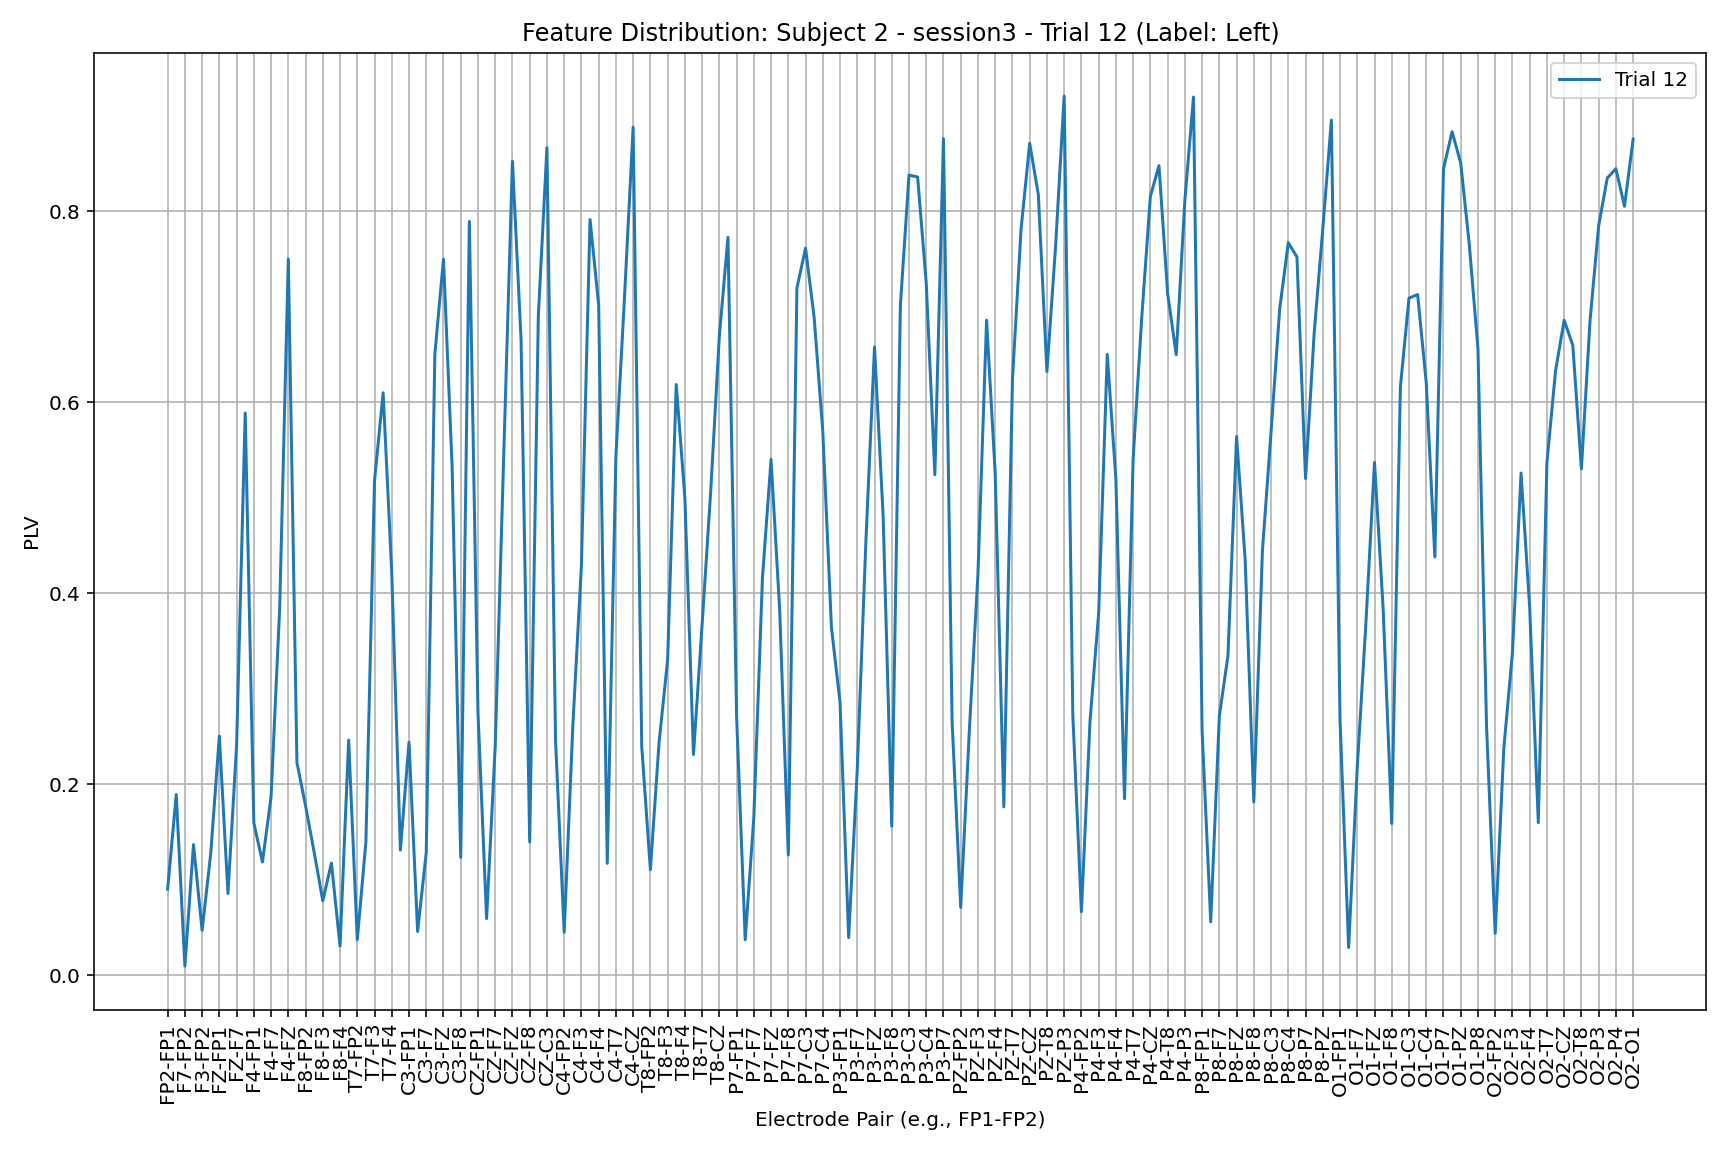 Feature Distribution: Subject 2 - session3 - Trial 12 (Label: Left)
Trial 12
PLV
0.8
0.6
0.4
0.2
0.0
FP2-FP1
F7-FP2
F3-FP2
FZ-FP1
FZ-F7
F4-FP1
F4-F7
F4-FZ
F8-FP2
F8-F3
F8-F4
T7-FP2
T7-F3
T7-F4
C3-FP1
C3-F7
C3-FZ
C3-F8
CZ-FP1
CZ-F7
CZ-FZ
CZ-F8
CZ-C3
C4-FP2
C4-F3
C4-F4
C4-T7
C4-CZ
T8-FP2
T8-F3
T8-F4
T8-T7
T8-CZ
P7-FP1
P7-F7
P7-FZ
P7-F8
P7-C3
P7-C4
P3-FP1
P3-F7
P3-FZ
P3-F8
P3-C3
P3-C4
P3-P7
PZ-FP2
PZ-F3
PZ-F4
PZ-T7
PZ-CZ
PZ-T8
PZ-P3
P4-FP2
P4-F3
P4-F4
P4-T7
P4-CZ
P4-T8
P4-P3
P8-FP1
P8-F7
P8-FZ
P8-F8
P8-C3
P8-C4
P8-P7
P8-PZ
O1-FP1
O1-F7
O1-FZ
O1-F8
O1-C3
O1-C4
O1-P7
O1-PZ
O1-P8
O2-FP2
O2-F3
O2-F4
O2-T7
O2-CZ
O2-T8
O2-P3
O2-P4
O2-O1
Electrode Pair (e.g., FP1-FP2)